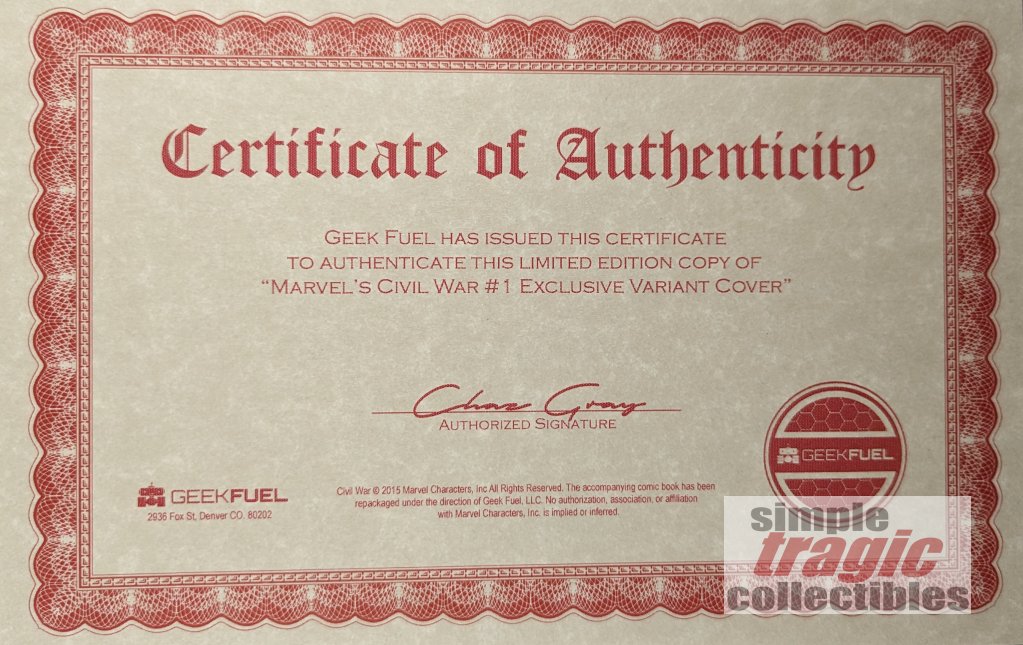 Certificate of Authenticity
GEEK FUEL HAS ISSUED THIS CERTIFICATE
TO AUTHENTICATE THIS LIMITED EDITION COPY OF
“MARVEL’S CIVIL WAR #1 EXCLUSIVE VARIANT COVER”
Chaz Gray
AUTHORIZED SIGNATURE
GEEKFUEL
GEEKFUEL
2936 Fox St, Denver CO. 80202
Civil War © 2015 Marvel Characters, Inc All Rights Reserved. The accompanying comic book has been
repackaged under the direction of Geek Fuel, LLC. No authorization, association, or affiliation
with Marvel Characters, Inc. is implied or inferred.
simple
tragic
collectibles